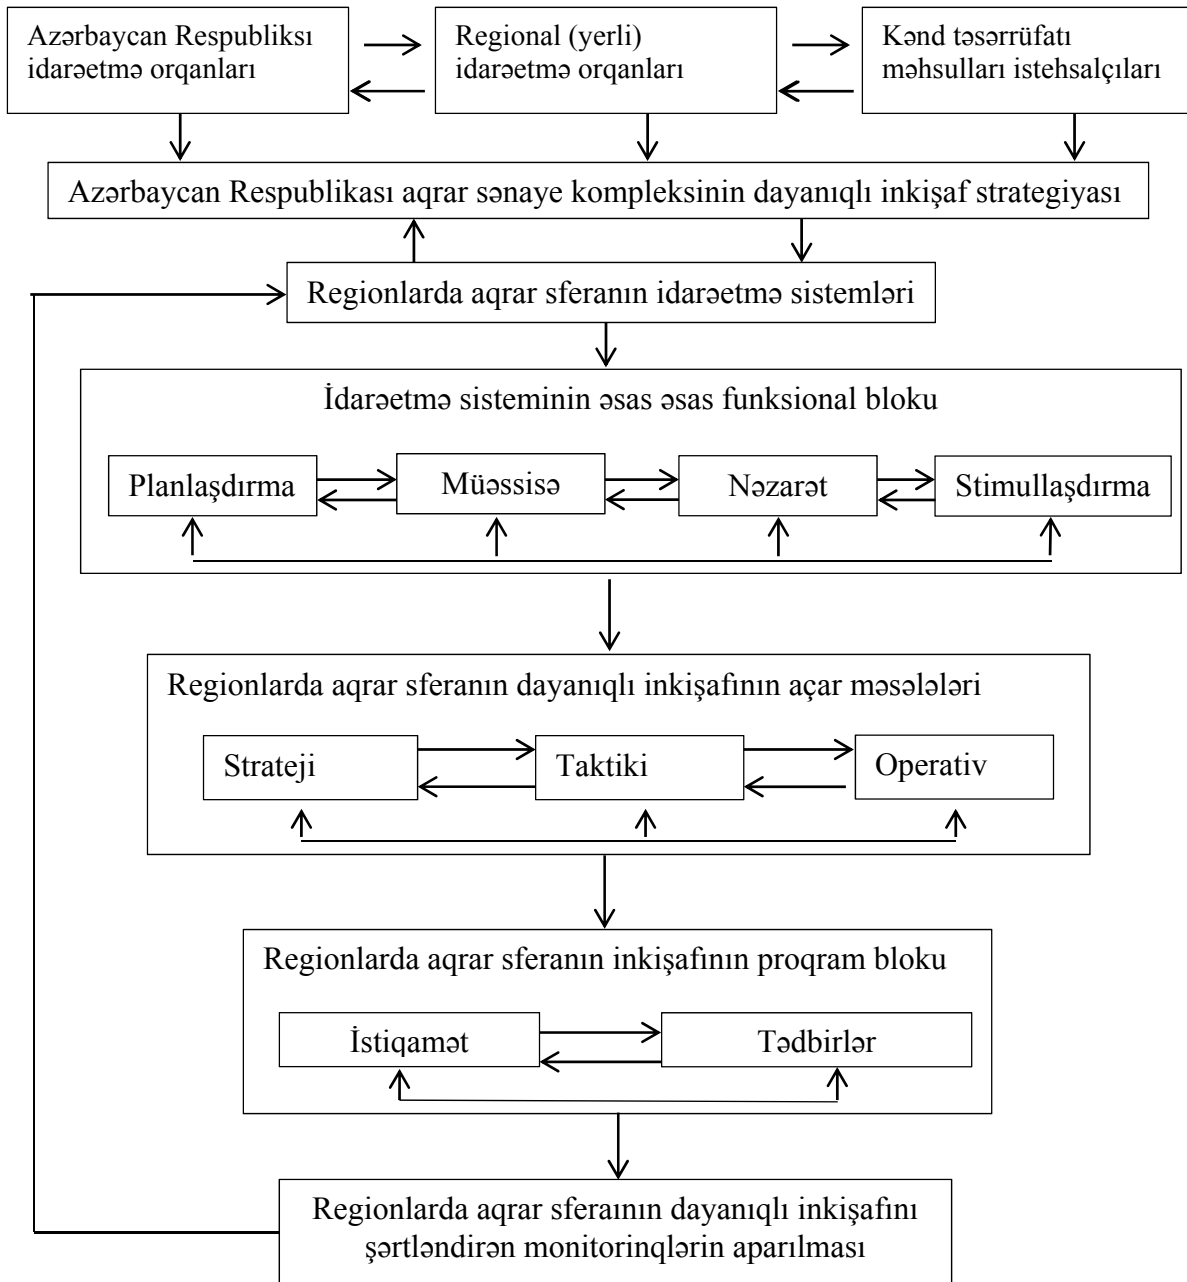 Azərbaycan Respubliksı
idarəetmə orqanları
Regional (yerli)
idarəetmə orqanları
Kənd təsərrüfatı
məhsulları istehsalçıları
Azərbaycan Respublikası aqrar sənaye kompleksinin dayanıqlı inkişaf strategiyası
Regionlarda aqrar sferanın idarəetmə sistemləri
İdarəetmə sisteminin əsas əsas funksional bloku
Planlaşdırma
Müəssisə
Nəzarət
Stimullaşdırma
Regionlarda aqrar sferanın dayanıqlı inkişafının açar məsələləri
Strateji
Taktiki
Operativ
Regionlarda aqrar sferanın inkişafının proqram bloku
İstiqamət
Tədbirlər
Regionlarda aqrar sferaının dayanıqlı inkişafını
şərtləndirən monitorinqlərin aparılması